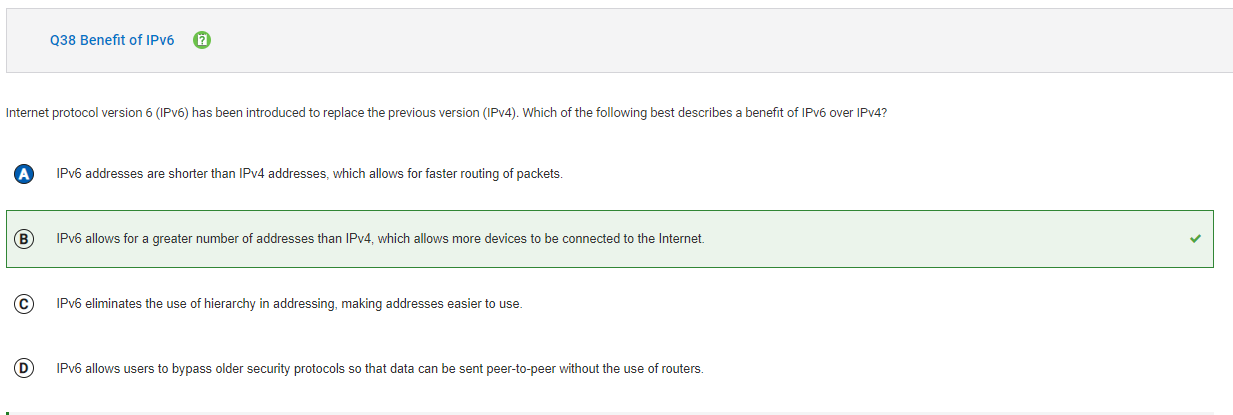 Q38 Benefit of IPv6 ?
Internet protocol version 6 (IPv6) has been introduced to replace the previous version (IPv4). Which of the following best describes a benefit of IPv6 over IPv4?
A IPv6 addresses are shorter than IPv4 addresses, which allows for faster routing of packets.
B IPv6 allows for a greater number of addresses than IPv4, which allows more devices to be connected to the Internet.
C IPv6 eliminates the use of hierarchy in addressing, making addresses easier to use.
D IPv6 allows users to bypass older security protocols so that data can be sent peer-to-peer without the use of routers.